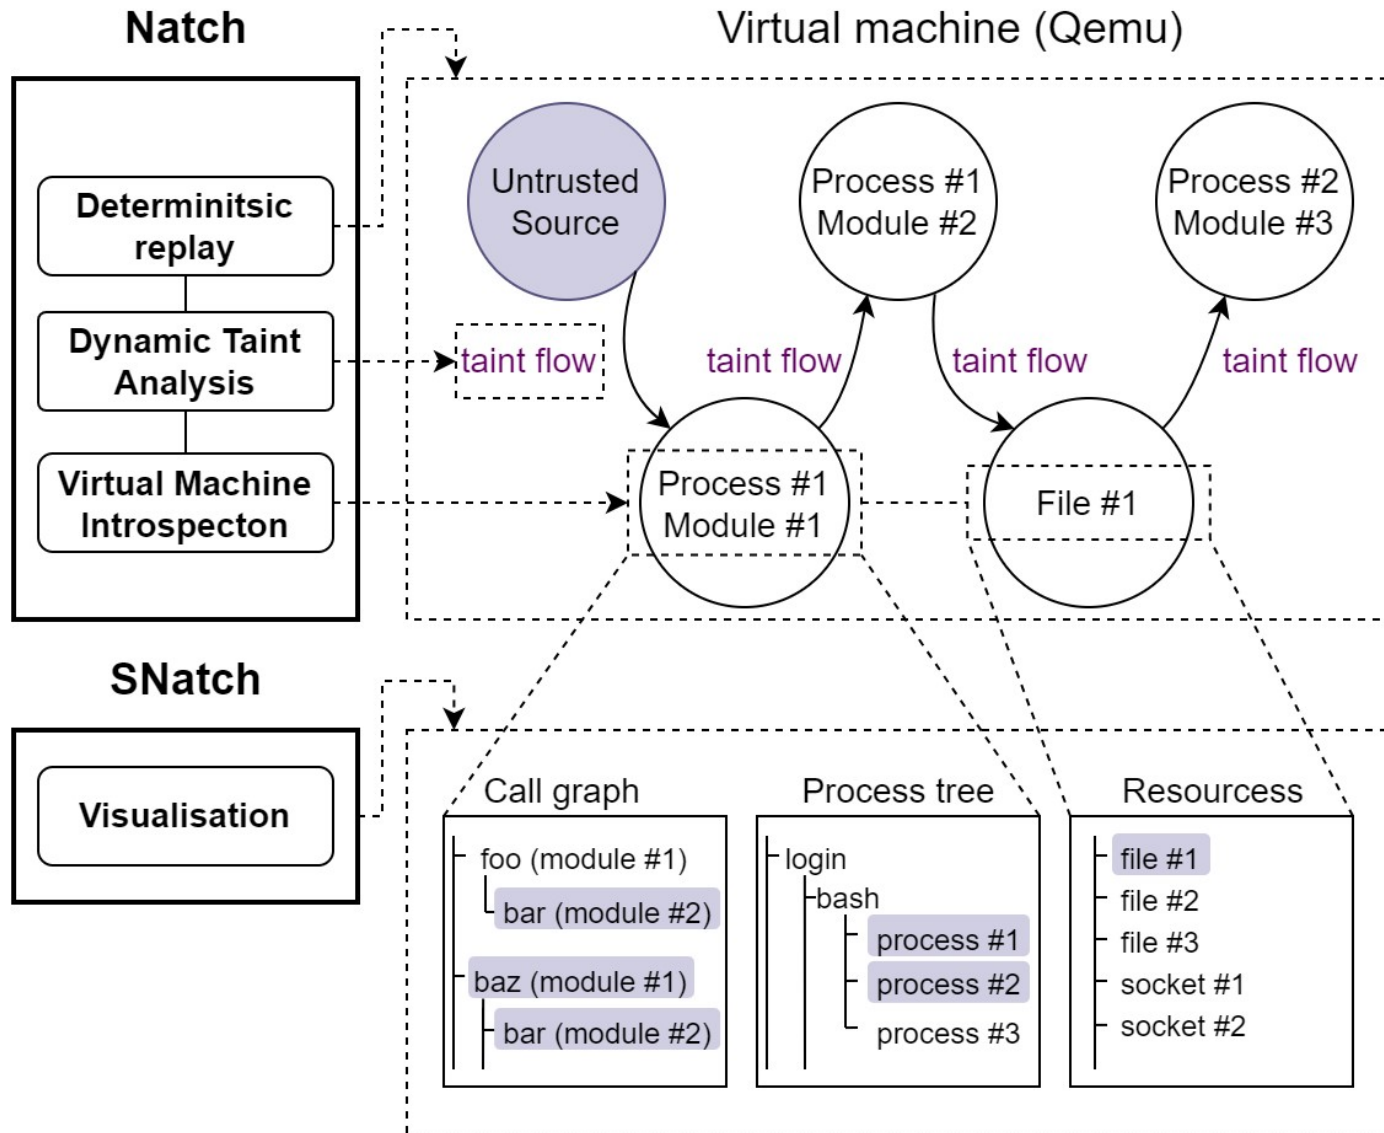 Natch
Virtual machine (Qemu)
Determinitsic
replay
Dynamic Taint
Analysis
Virtual Machine
Introspecton
Untrusted
Source
Process #1
Module #2
Process #2
Module #3
taint flow
taint flow
taint flow
taint flow
Process #1
Module #1
File #1
SNatch
Visualisation
Call graph
foo (module #1)
bar (module #2)
baz (module #1)
bar (module #2)
Process tree
login
bash
process #1
process #2
process #3
Resourcess
file #1
file #2
file #3
socket #1
socket #2